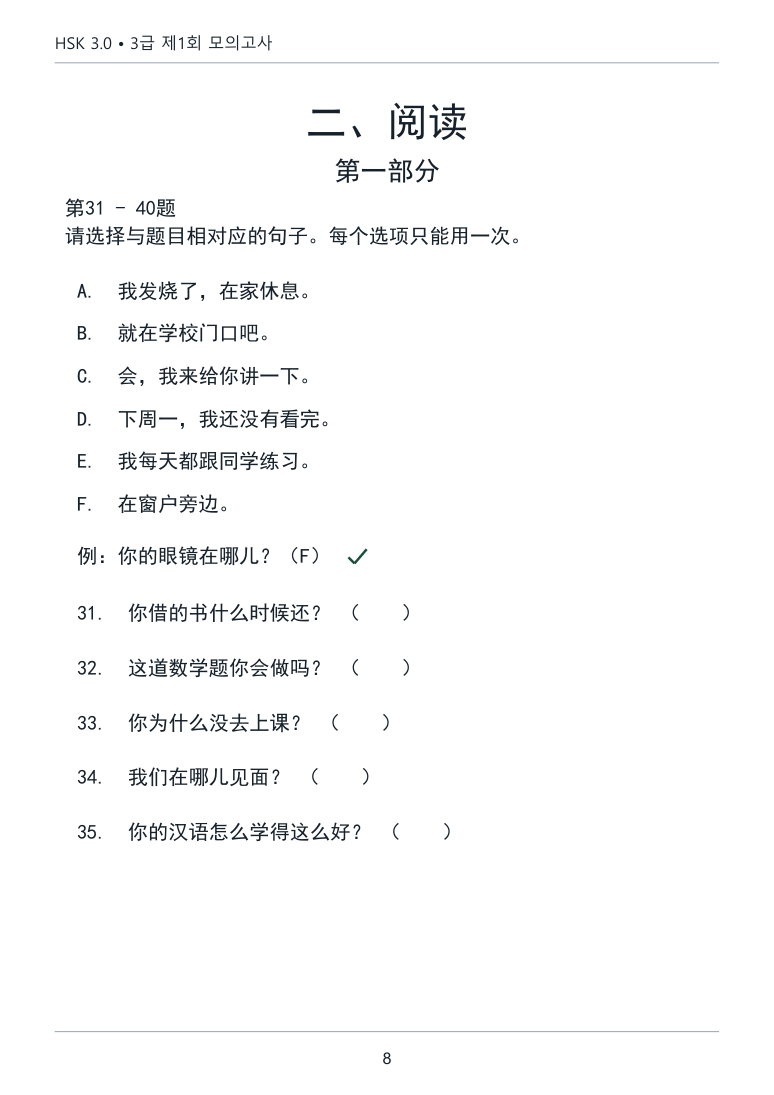 HSK 3.0 • 3급 제1회 모의고사
二、阅读
第一部分
第31 － 40题
请选择与题目相对应的句子。每个选项只能用一次。
A. 我发烧了，在家休息。
B. 就在学校门口吧。
C. 会，我来给你讲一下。
D. 下周一，我还没有看完。
E. 我每天都跟同学练习。
F. 在窗户旁边。
例：你的眼镜在哪儿？（F） ✓
31. 你借的书什么时候还？ （　　）
32. 这道数学题你会做吗？ （　　）
33. 你为什么没去上课？ （　　）
34. 我们在哪儿见面？ （　　）
35. 你的汉语怎么学得这么好？ （　　）
8